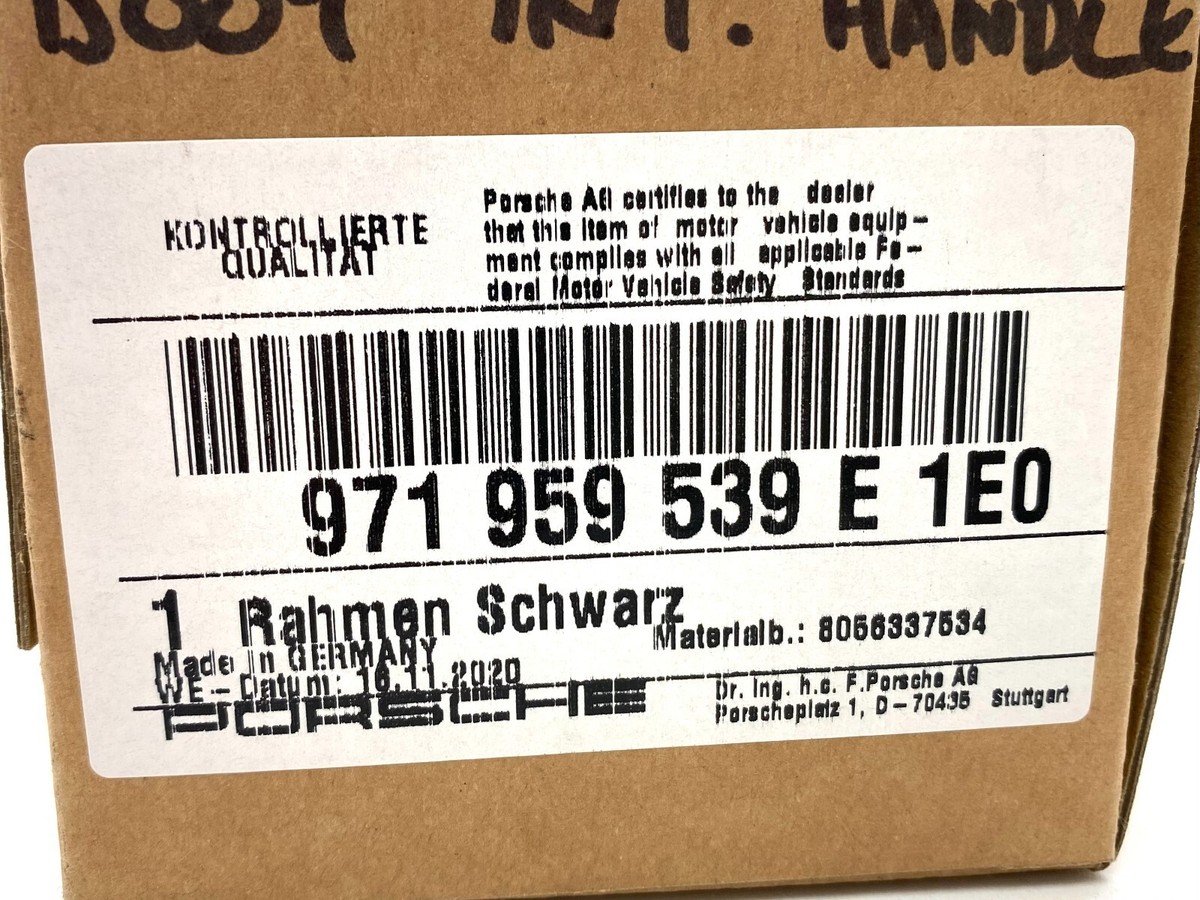 BODY INT. HANDLE
KONTROLLIERTE
QUALITÄT
Porsche AG certifies to the dealer
that this item of motor vehicle equip-
ment complies with all applicable Fe-
deral Motor Vehicle Safety Standards
971 959 539 E 1E0
1 Rahmen Schwarz
Materialb.: 8056337534
Made in GERMANY
WE-Datum: 16.11.2020
PORSCHE
Dr. Ing. h.c. F.Porsche AG
Porscheplatz 1, D-70435 Stuttgart